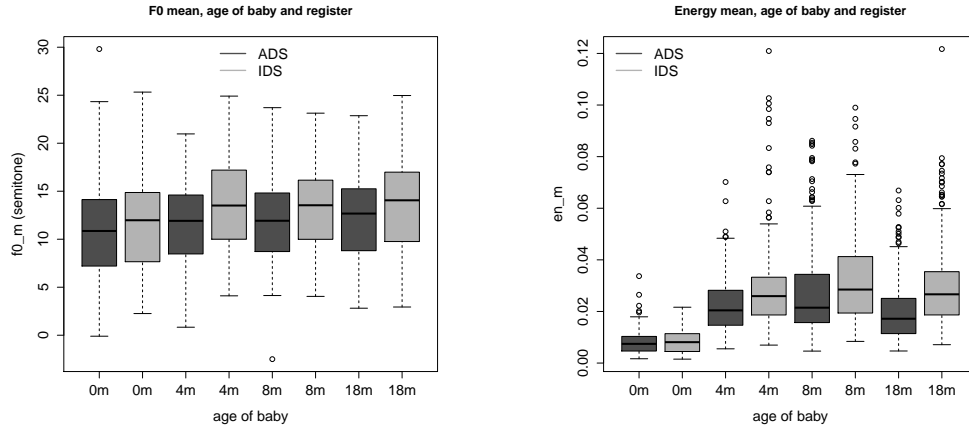 F0 mean, age of baby and register
f0_m (semitone)
30
25
20
15
10
5
0
ADS
IDS
0m 0m 4m 4m 8m 8m 18m 18m
age of baby
Energy mean, age of baby and register
en_m
0.12
0.10
0.08
0.06
0.04
0.02
0.00
ADS
IDS
0m 0m 4m 4m 8m 8m 18m 18m
age of baby